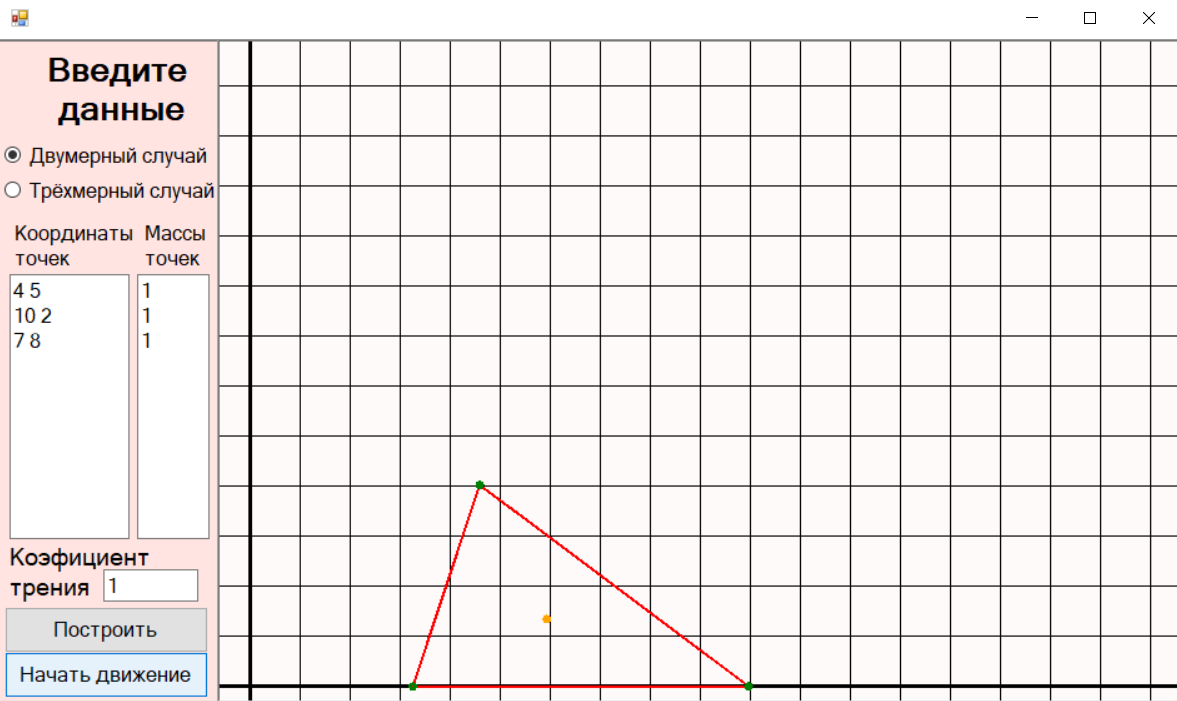 Введите
данные
Двумерный случай
Трёхмерный случай
Координаты точек
Массы точек
4 5
10 2
7 8
1
1
1
Коэфициент
трения 1
Построить
Начать движение